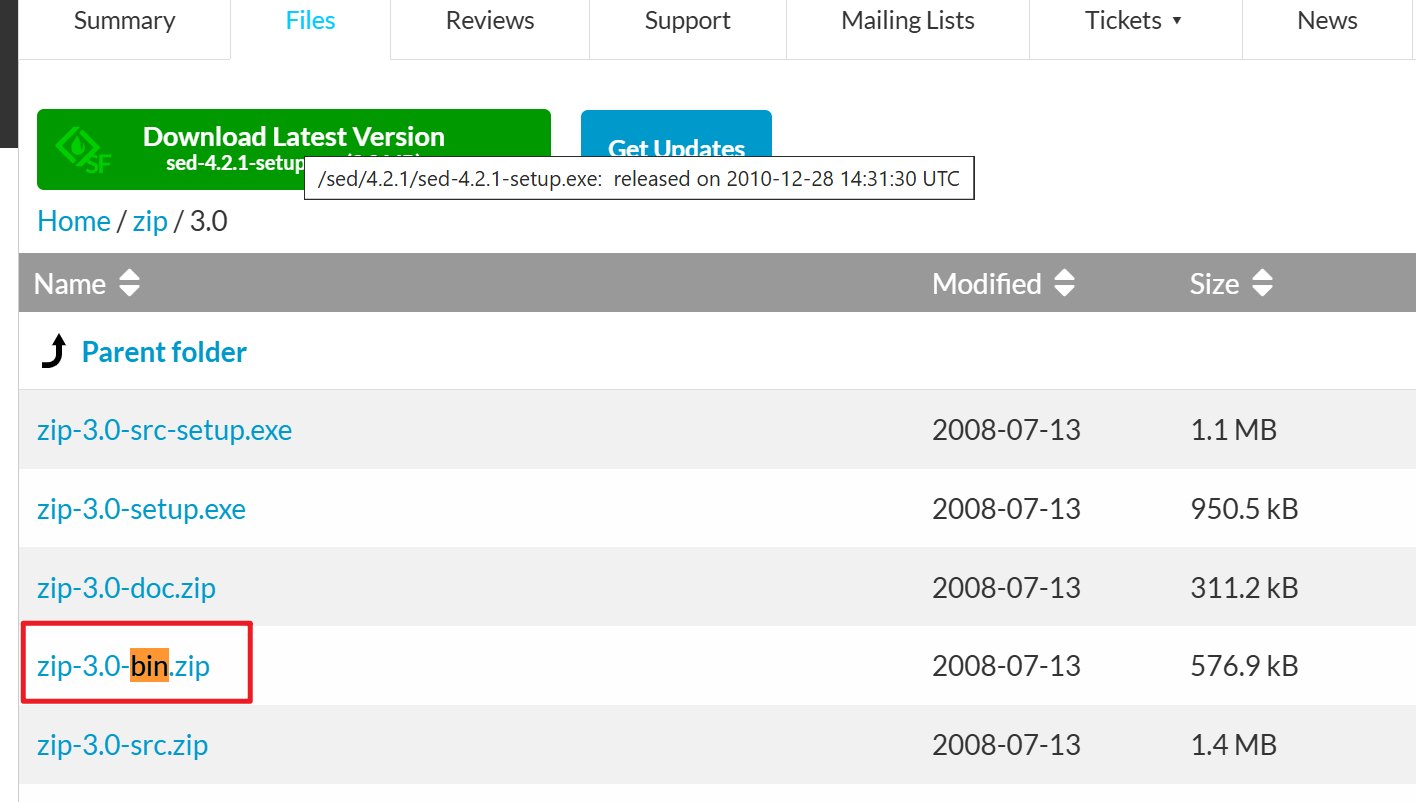 Summary Files Reviews Support Mailing Lists Tickets ▾ News
Download Latest Version
sed-4.2.1-setup
Get Updates
/sed/4.2.1/sed-4.2.1-setup.exe: released on 2010-12-28 14:31:30 UTC
SF
Home / zip / 3.0
Name Modified Size
Parent folder
zip-3.0-src-setup.exe 2008-07-13 1.1 MB
zip-3.0-setup.exe 2008-07-13 950.5 kB
zip-3.0-doc.zip 2008-07-13 311.2 kB
zip-3.0-bin.zip 2008-07-13 576.9 kB
zip-3.0-src.zip 2008-07-13 1.4 MB